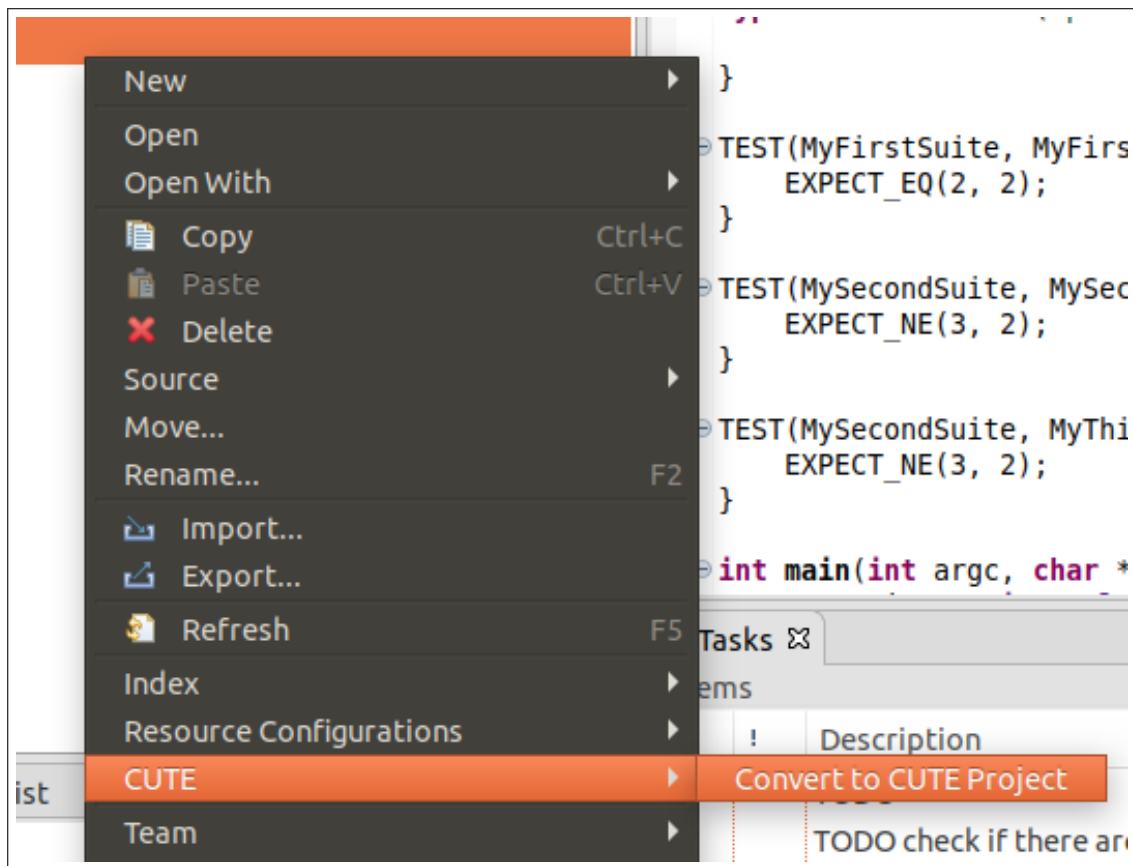 New
Open
Open With
Copy Ctrl+C
Paste Ctrl+V
Delete
Source
Move...
Rename... F2
Import...
Export...
Refresh F5
Index
Resource Configurations
CUTE
Convert to CUTE Project
Team
}
TEST(MyFirstSuite, MyFirs
EXPECT_EQ(2, 2);
}
TEST(MySecondSuite, MySec
EXPECT_NE(3, 2);
}
TEST(MySecondSuite, MyThi
EXPECT_NE(3, 2);
}
int main(int argc, char *
Tasks
ems
! Description
TODO check if there are
ist